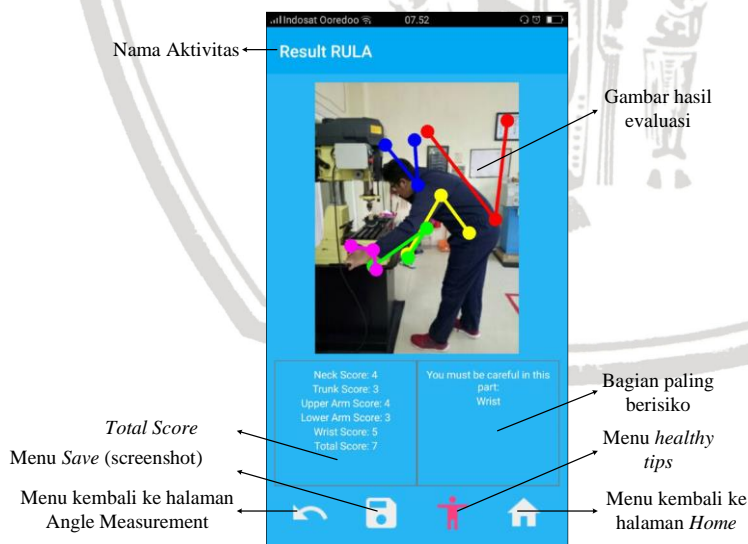 Indosat Ooredoo 07.52
Nama Aktivitas
Result RULA
Gambar hasil
evaluasi
Neck Score: 4
Trunk Score: 3
Upper Arm Score: 4
Lower Arm Score: 3
Wrist Score: 5
Total Score: 7
You must be careful in this
part:
Wrist
Total Score
Menu Save (screenshot)
Menu kembali ke halaman
Angle Measurement
Bagian paling
berisiko
Menu healthy
tips
Menu kembali ke
halaman Home